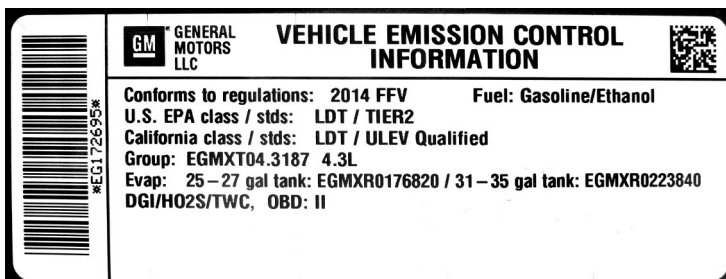 *EG172695*
GM
GENERAL
MOTORS
LLC
VEHICLE EMISSION CONTROL
INFORMATION
Conforms to regulations: 2014 FFV Fuel: Gasoline/Ethanol
U.S. EPA class / stds: LDT / TIER2
California class / stds: LDT / ULEV Qualified
Group: EGMXT04.3187 4.3L
Evap: 25–27 gal tank: EGMXR0176820 / 31–35 gal tank: EGMXR0223840
DGI/HO2S/TWC, OBD: II